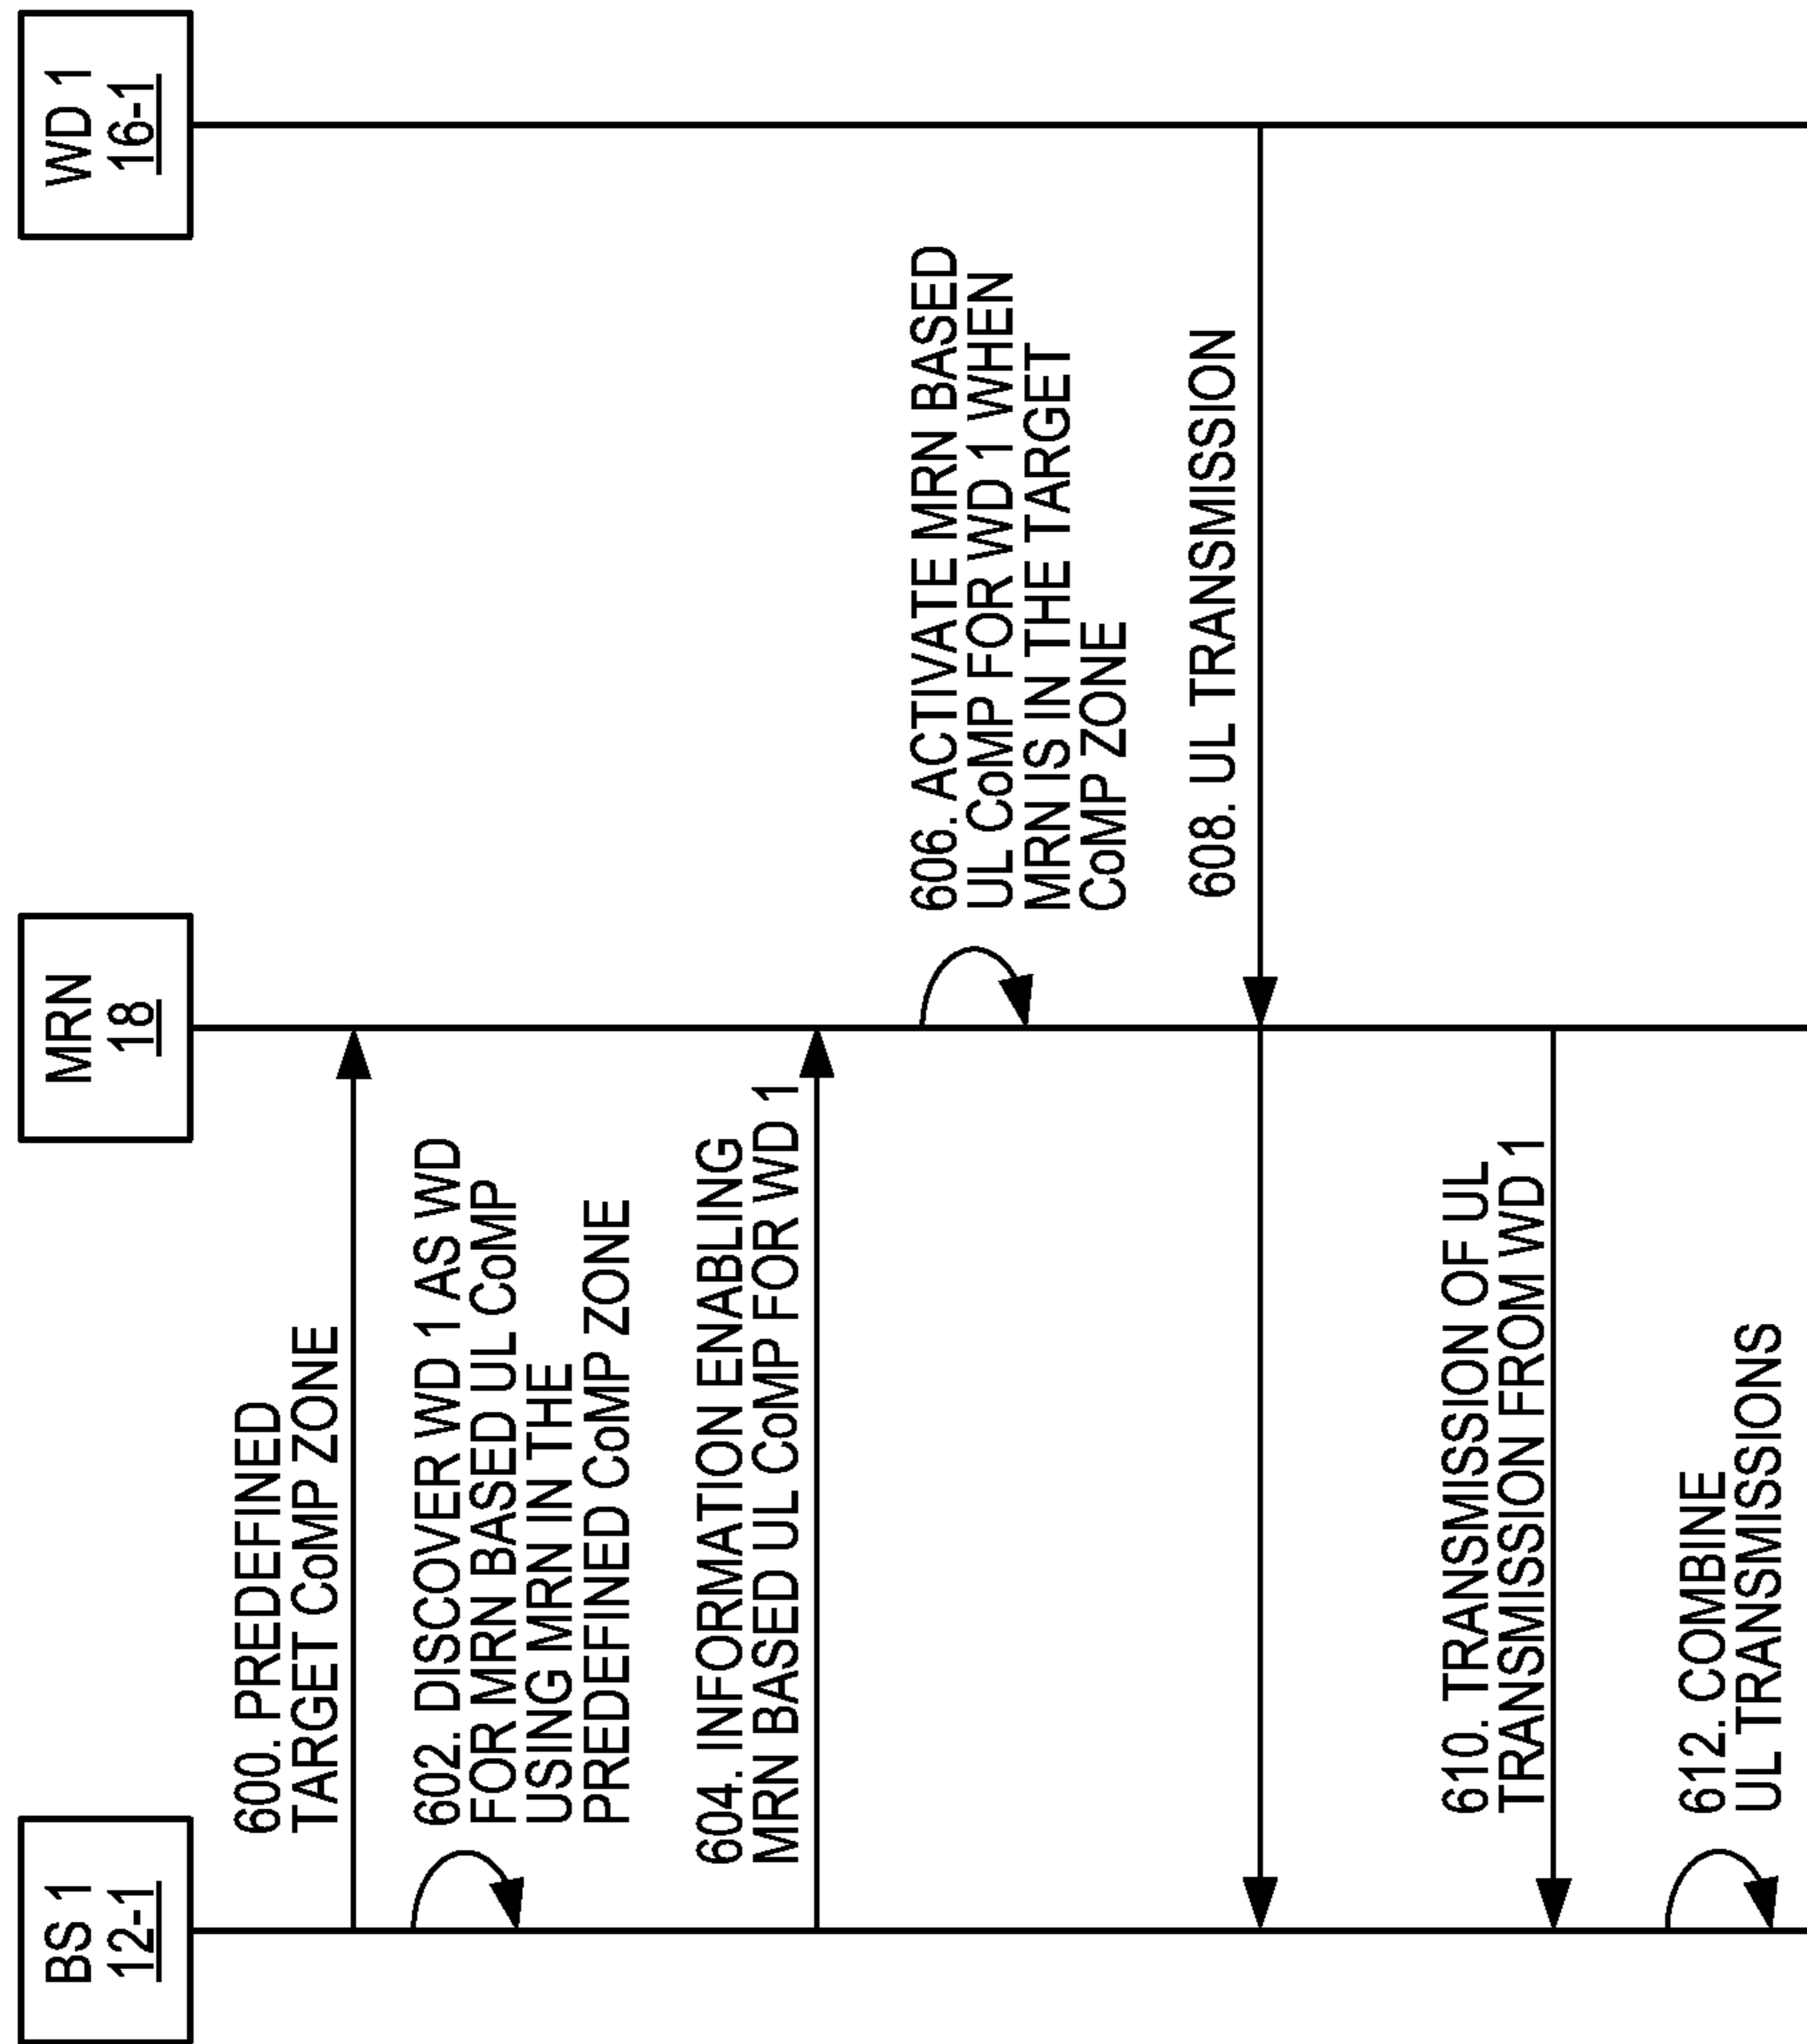 BS 1
12-1
MRN
18
WD 1
16-1
600. PREDEFINED
TARGET CoMP ZONE
602. DISCOVER WD 1 AS WD
FOR MRN BASED UL CoMP
USING MRN IN THE
PREDEFINED CoMP ZONE
604. INFORMATION ENABLING
MRN BASED UL CoMP FOR WD 1
606. ACTIVATE MRN BASED
UL CoMP FOR WD 1 WHEN
MRN IS IN THE TARGET
CoMP ZONE
608. UL TRANSMISSION
610. TRANSMISSION OF UL
TRANSMISSION FROM WD 1
612. COMBINE
UL TRANSMISSIONS